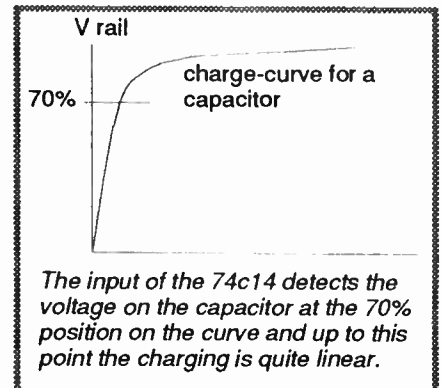 V rail
charge-curve for a
70% capacitor
The input of the 74c14 detects the
voltage on the capacitor at the 70%
position on the curve and up to this
point the charging is quite linear.